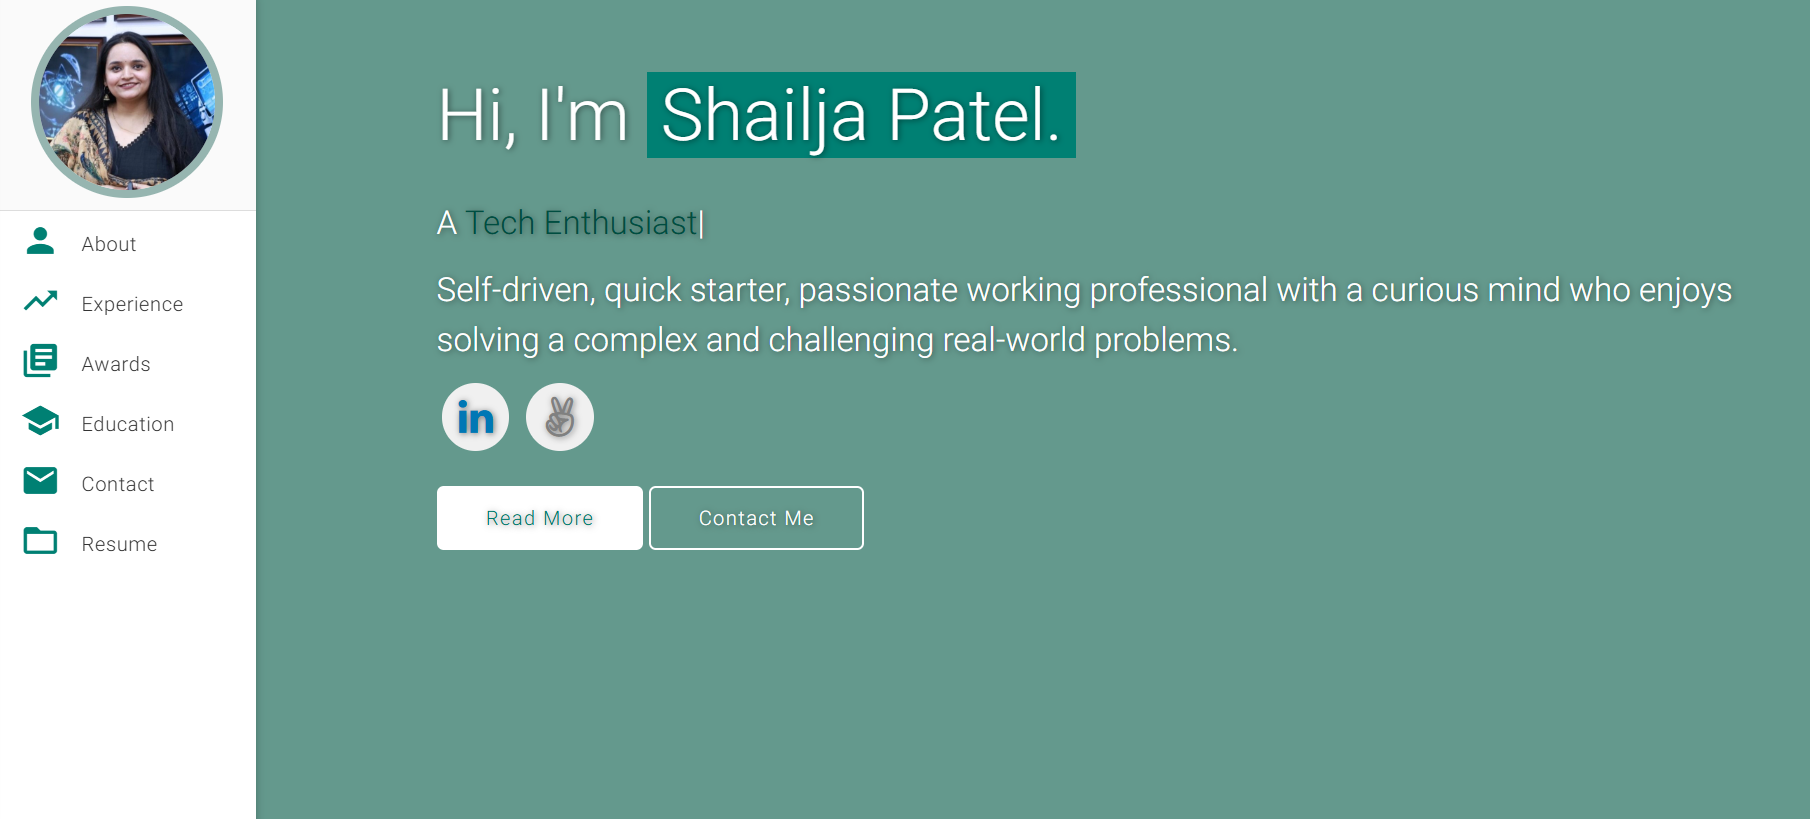 About
Experience
Awards
Education
Contact
Resume
Hi, I'm Shailja Patel.
A Tech Enthusiast|
Self-driven, quick starter, passionate working professional with a curious mind who enjoys
solving a complex and challenging real-world problems.
in
Read More
Contact Me